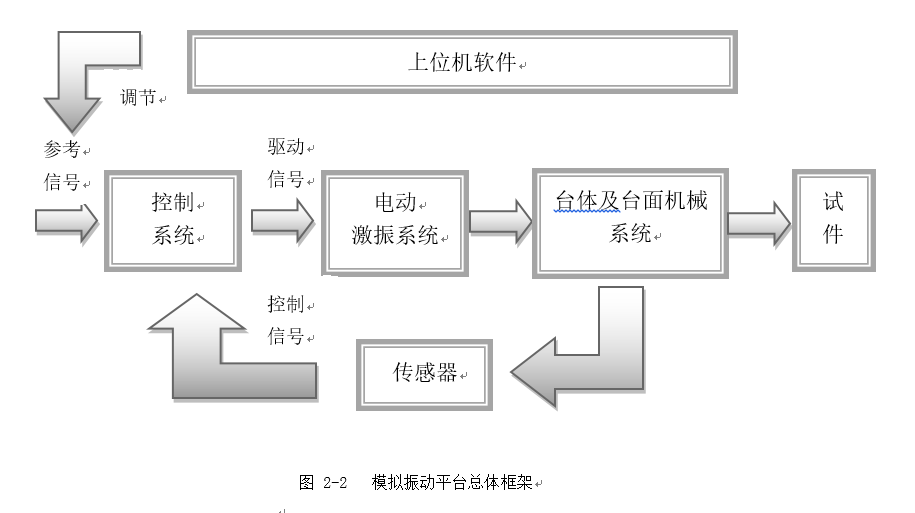 上位机软件
调节
参考
信号
控制
系统
驱动
信号
电动
激振系统
台体及台面机械
系统
试
件
控制
信号
传感器
图 2-2 模拟振动平台总体框架